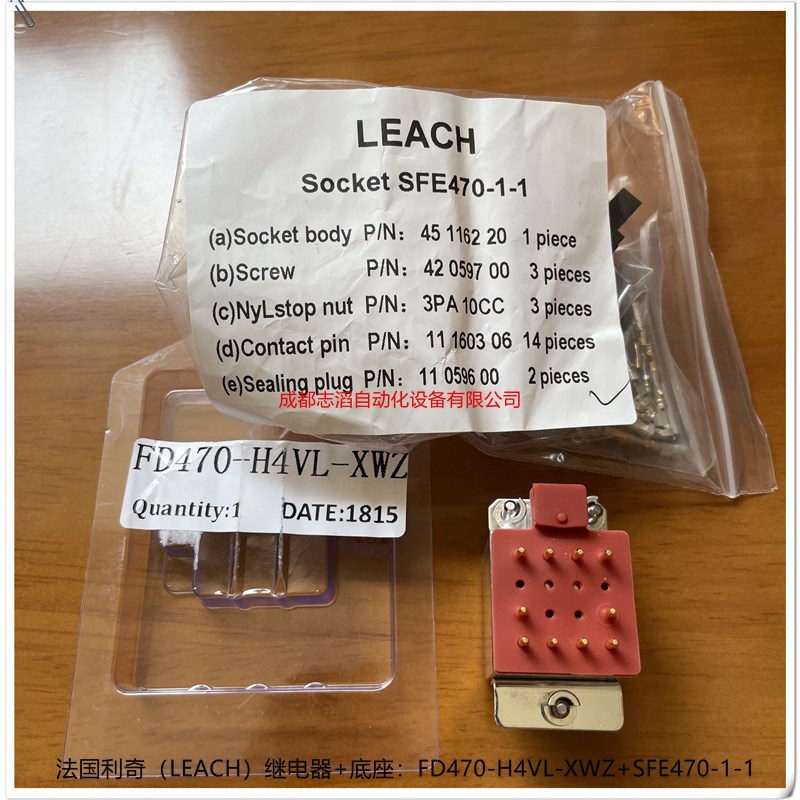 LEACH
Socket SFE470-1-1
(a)Socket body P/N: 45 1162 20 1 piece
(b)Screw P/N: 42 0597 00 3 pieces
(c)NyLstop nut P/N: 3PA 10CC 3 pieces
(d)Contact pin P/N: 11 1603 06 14 pieces
(e)Sealing plug P/N: 11 0596 00 2 pieces
成都志滔自动化设备有限公司
FD470-H4VL-XWZ
Quantity:1 DATE:1815
法国利奇（LEACH）继电器+底座：FD470-H4VL-XWZ+SFE470-1-1